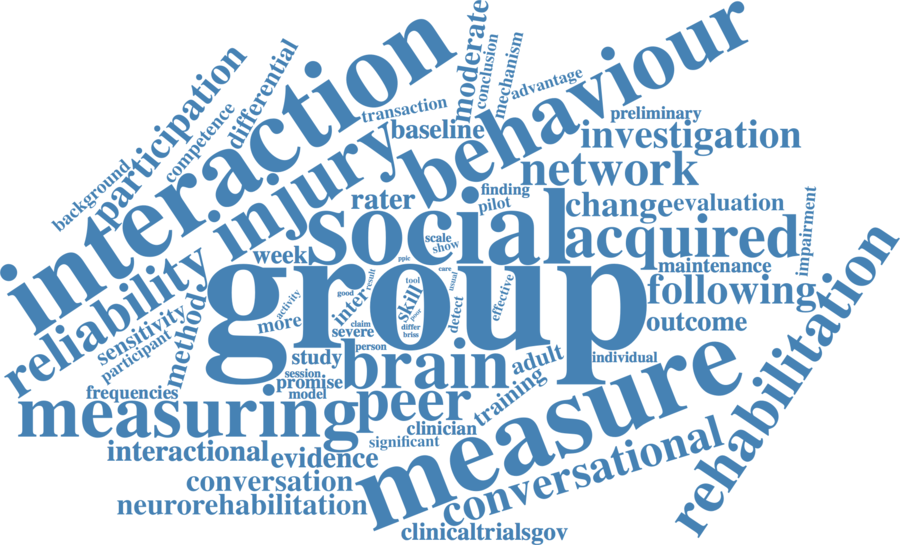 interaction
behaviour
moderate
conclusion
mechanism
advantage
participation
differential
competence
background
transaction
baseline
preliminary
investigation
injury
network
rater
finding
pilot
change
evaluation
social
acquired
impairment
reliability
week
scale
show
ppic
care
usual
maintenance
group
following
rehabilitation
sensitivity
participant
method
more
activity
good
result
inter
tool
skill
poor
differ
briss
claim
severe
person
detect
effective
outcome
study
brain
adult
individual
session
promise
model
frequencies
measuring
peer
training
measure
clinician
significant
interactional
evidence
conversation
conversational
neurorehabilitation
clinicaltrialsgov